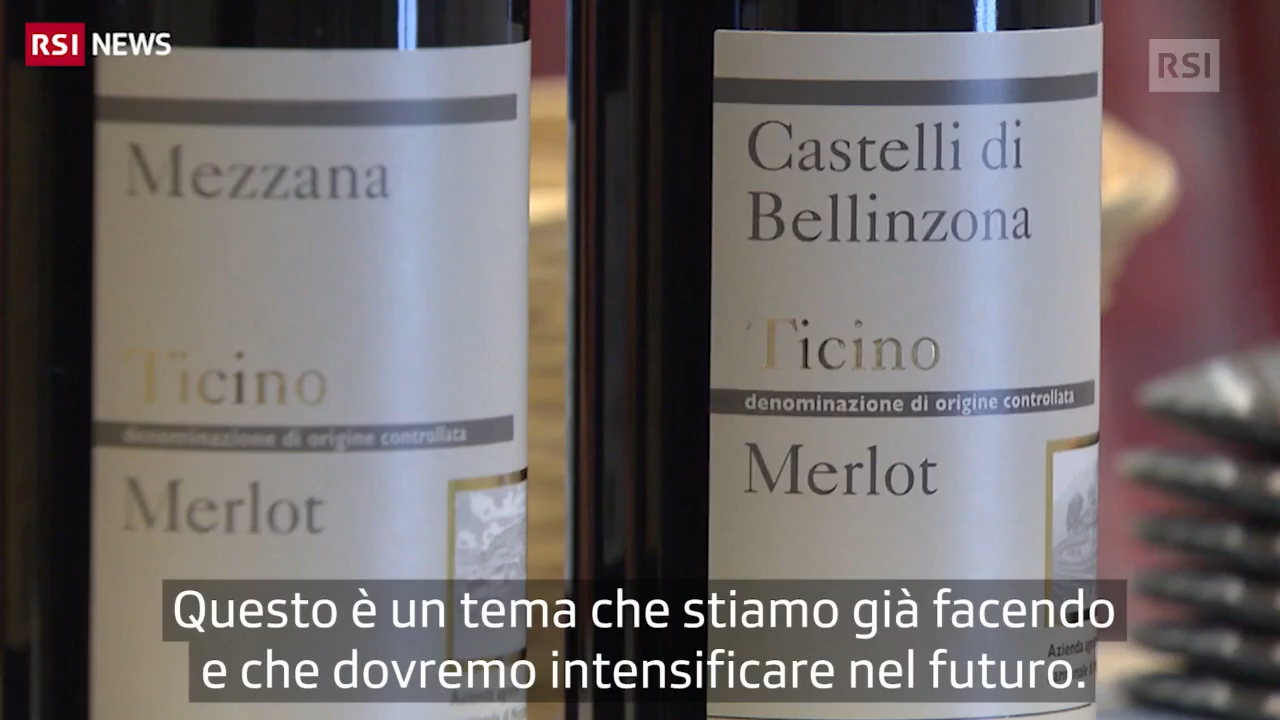 RSI NEWS
RSI
Mezzana
Ticino
denominazione di origine controllata
Merlot
Castelli di
Bellinzona
Ticino
denominazione di origine controllata
Merlot
Azienda
Questo è un tema che stiamo già facendo
e che dovremo intensificare nel futuro.